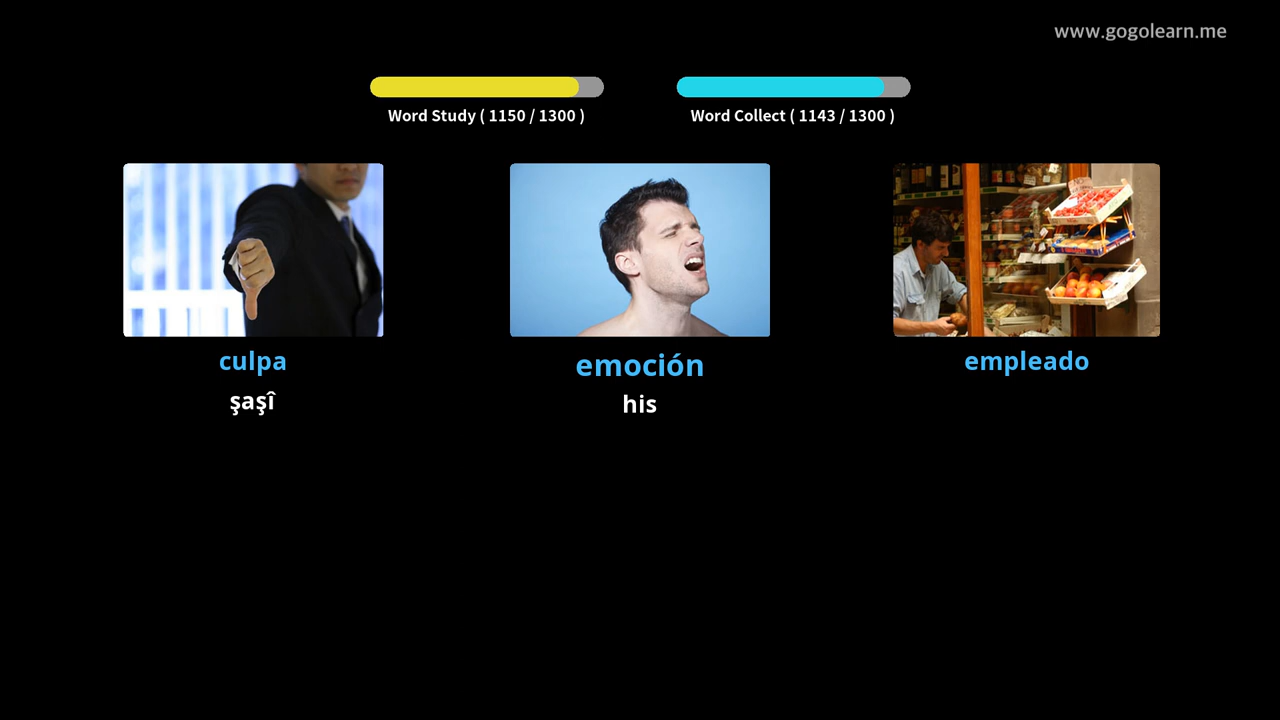 www.gogolearn.me
Word Study ( 1150 / 1300 )
Word Collect ( 1143 / 1300 )
culpa
emoción
empleado
şaşî
his